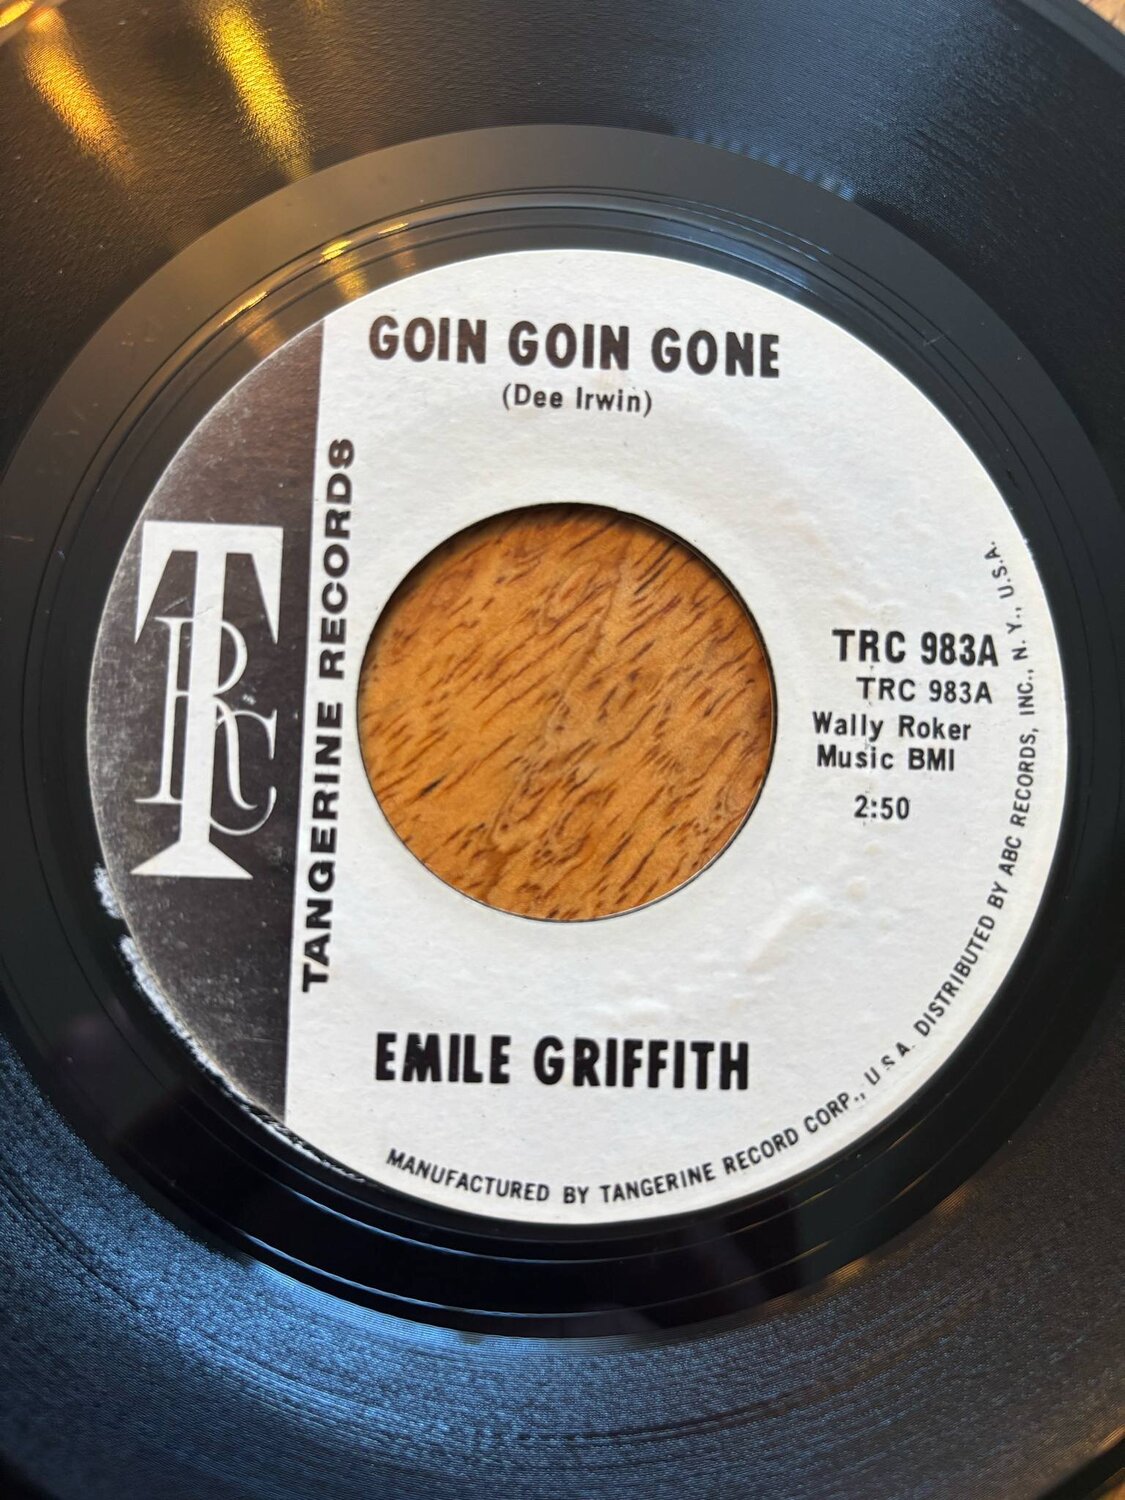 GOIN GOIN GONE
(Dee Irwin)
TRC
TANGERINE RECORDS
TRC 983A
TRC 983A
Wally Roker
Music BMI
2:50
EMILE GRIFFITH
MANUFACTURED BY TANGERINE RECORD CORP., U.S.A. DISTRIBUTED BY ABC RECORDS, INC., N.Y., U.S.A.